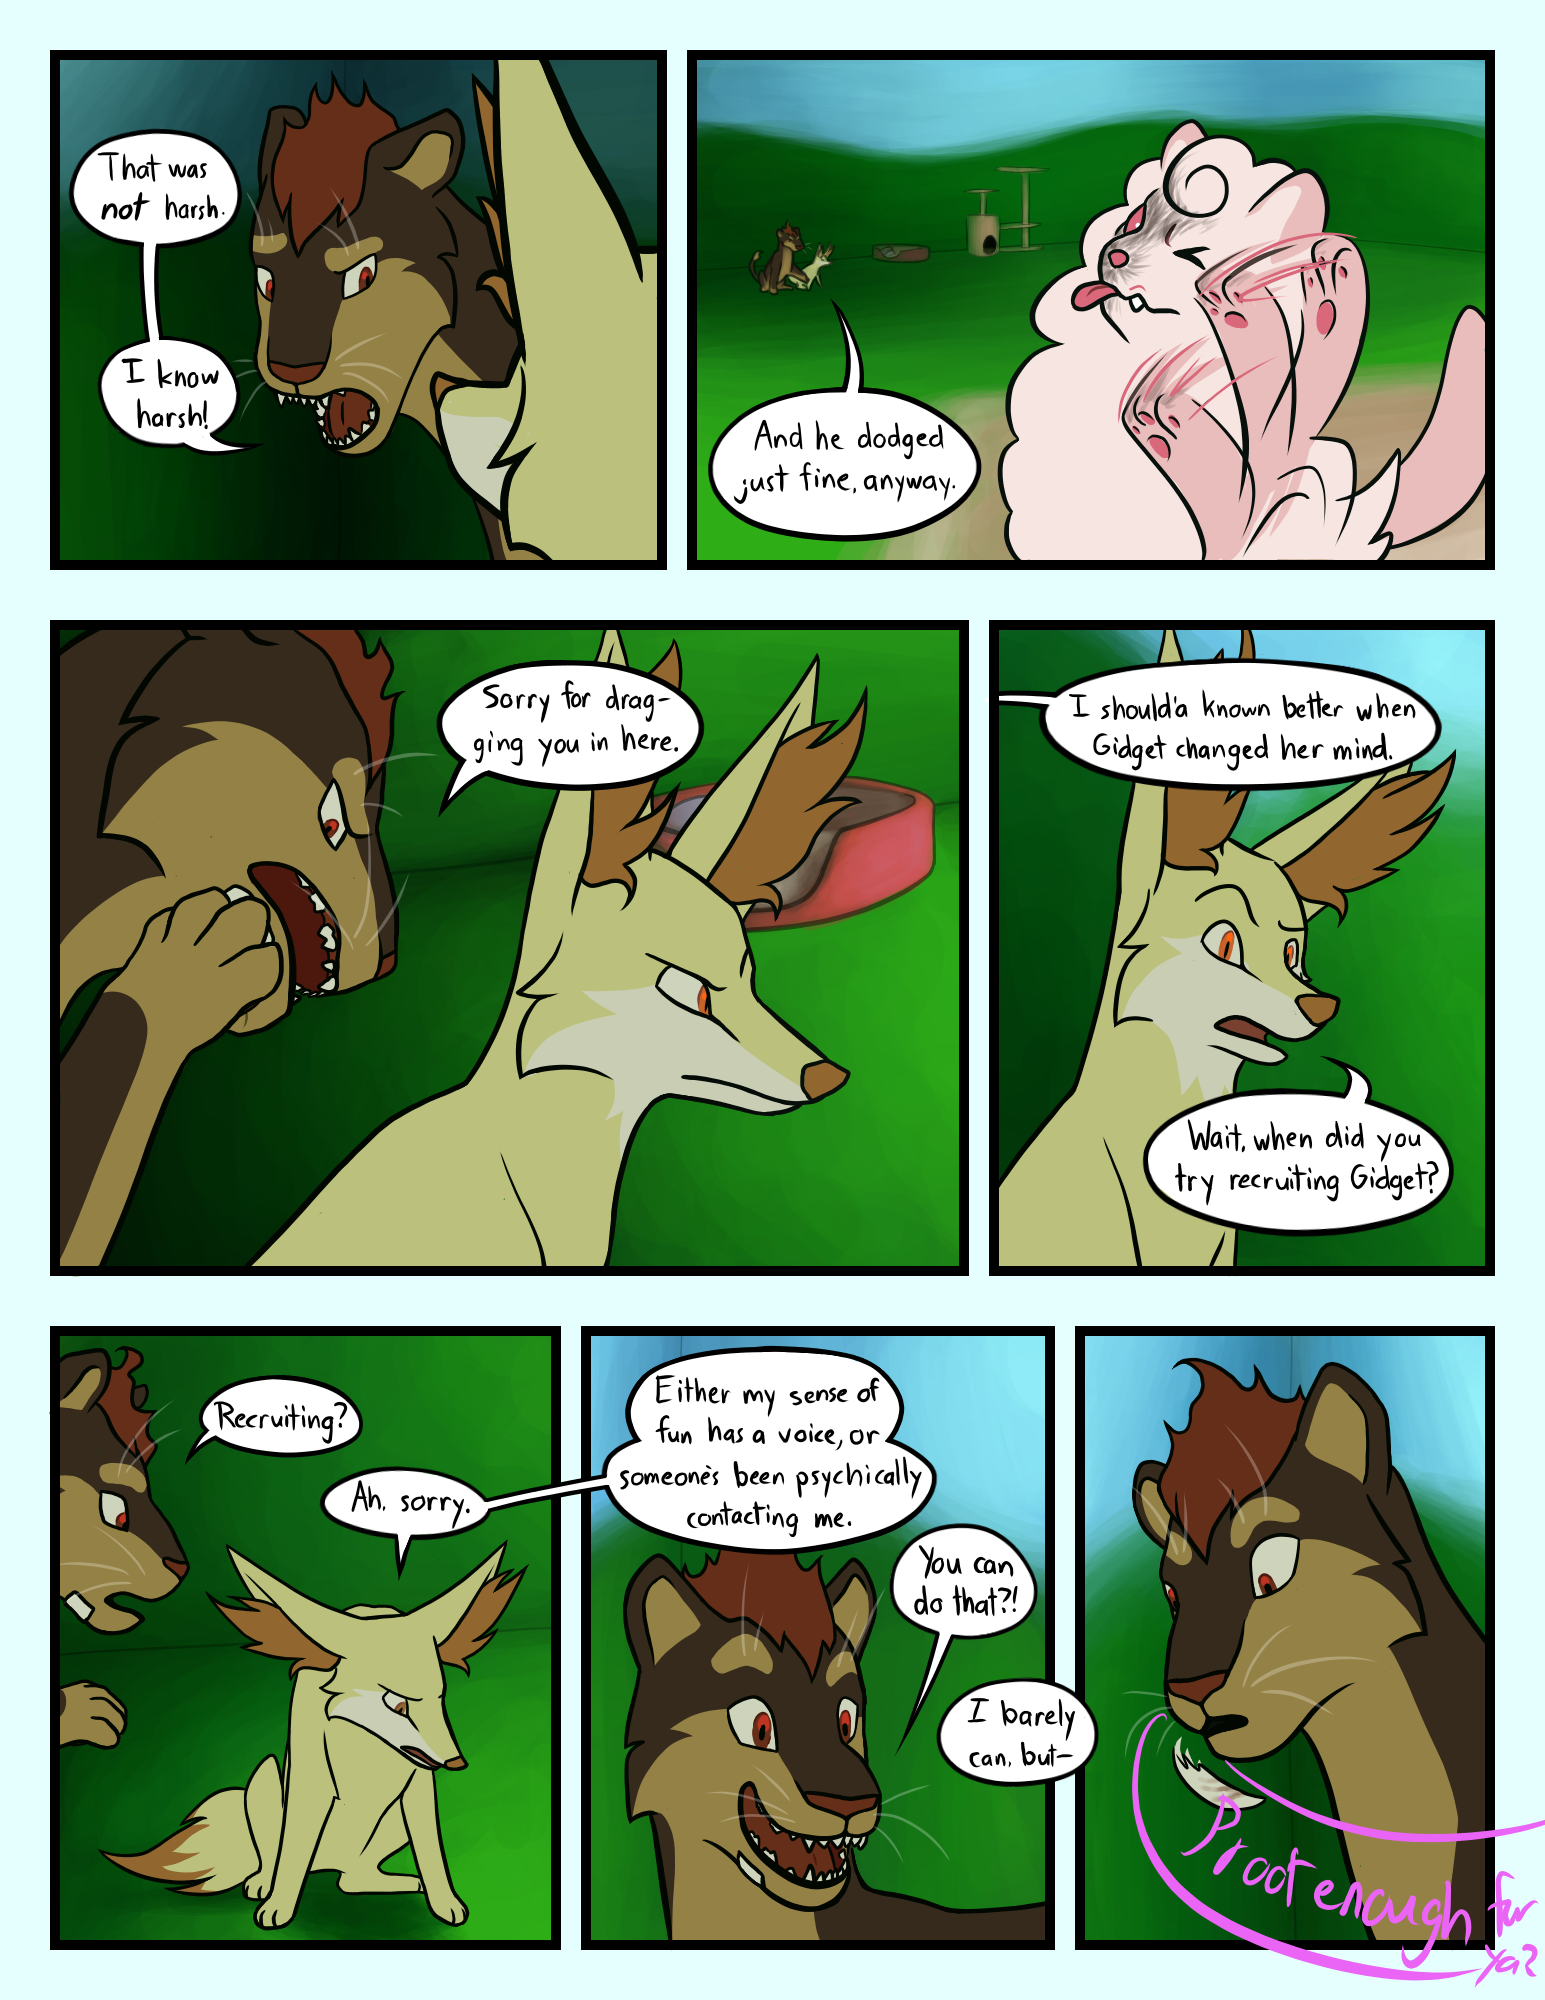 That was
not harsh.
I know
harsh!
And he dodged
just fine, anyway.
Sorry for drag-
ging you in here.
I should'a known better when
Gidget changed her mind.
Wait, when did you
try recruiting Gidget?
Recruiting?
Ah, sorry.
Either my sense of
fun has a voice, or
someone's been psychically
contacting me.
You can
do that?!
I barely
can, but-
Proof enough for
ya?